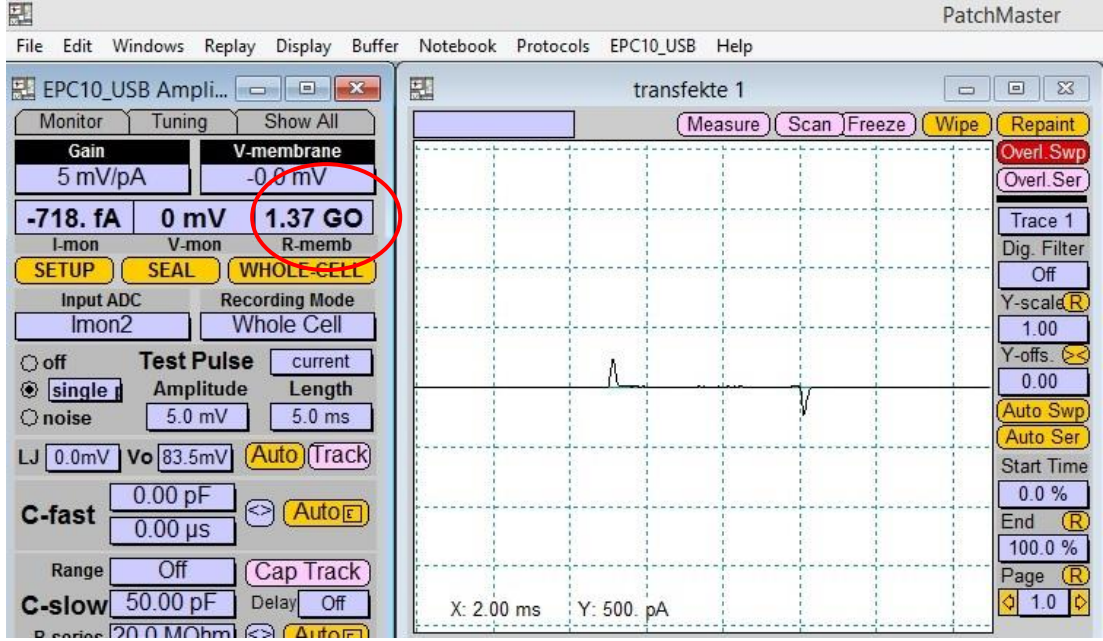 PatchMaster
File Edit Windows Replay Display Buffer Notebook Protocols EPC10_USB Help
EPC10_USB Ampli...
Monitor Tuning Show All
Gain V-membrane
5 mV/pA -0.0 mV
-718. fA 0 mV 1.37 GO
I-mon V-mon R-memb
SETUP SEAL WHOLE-CELL
Input ADC Recording Mode
Imon2 Whole Cell
off Test Pulse current
single p Amplitude Length
noise 5.0 mV 5.0 ms
LJ 0.0mV Vo 83.5mV Auto Track
C-fast 0.00 pF <> Auto E
0.00 µs
Range Off Cap Track
C-slow 50.00 pF Delay Off
R-series 20.0 MOhm <> Auto E
transfekte 1
Measure Scan Freeze Wipe Repaint
Overl.Swp
Overl.Ser
Trace 1
Dig. Filter
Off
Y-scale R
1.00
Y-offs. ><
0.00
Auto Swp
Auto Ser
Start Time
0.0 %
End R
100.0 %
Page R
1.0
X: 2.00 ms Y: 500. pA